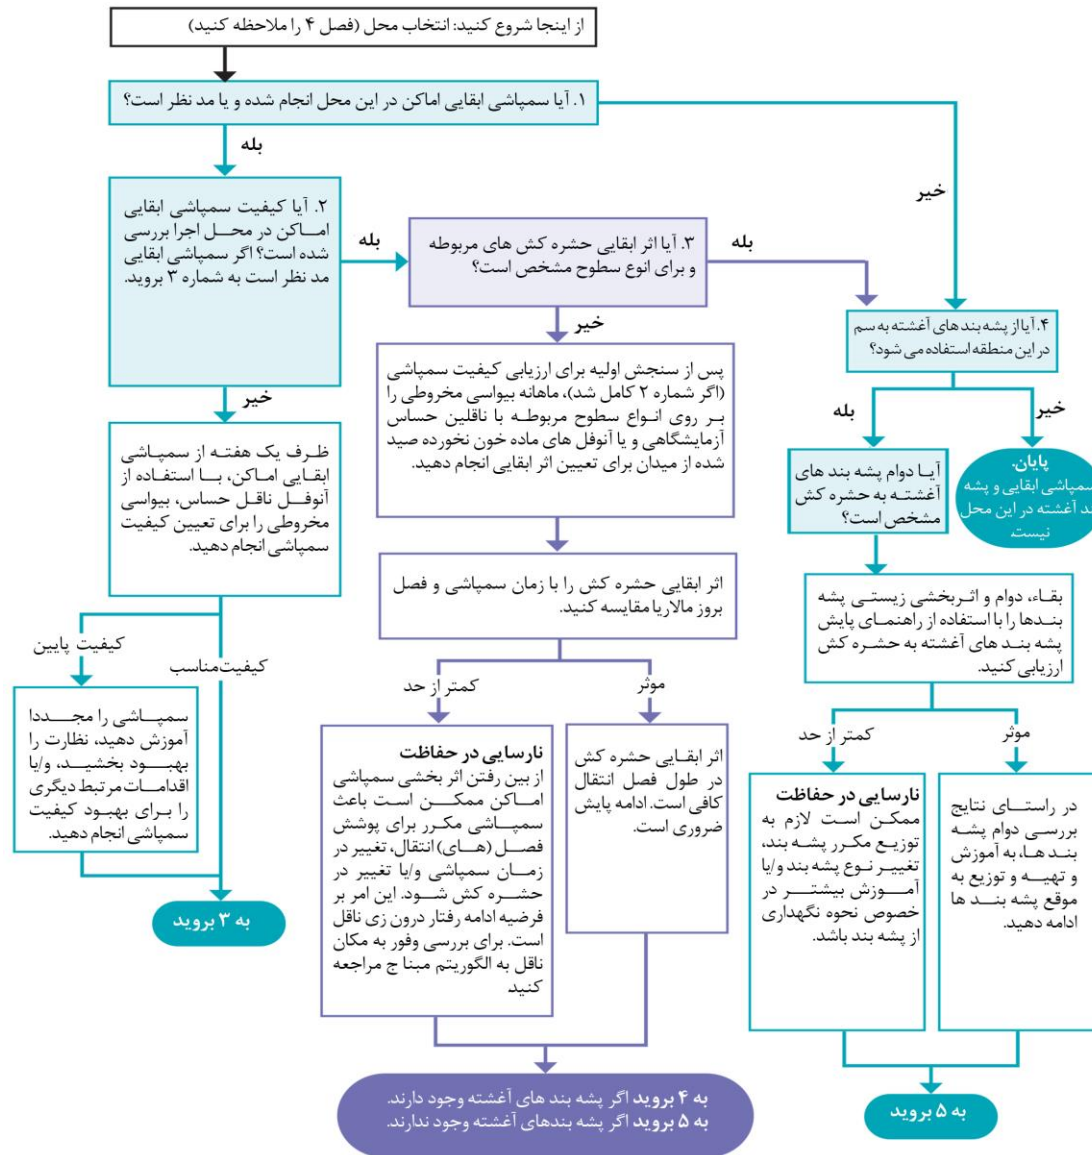 از اینجا شروع کنید: انتخاب محل (فصل ۴ را ملاحظه کنید)
۱. آیا سمپاشی ابقایی اماکن در این محل انجام شده و یا مد نظر است؟
بله
خیر
۲. آیا کیفیت سمپاشی ابقایی
اماکن در محل اجرا بررسی
شده است؟ اگر سمپاشی ابقایی
مد نظر است به شماره ۳ بروید.
بله
خیر
۳. آیا اثر ابقایی حشره کش های مربوطه
و برای انوع سطوح مشخص است؟
بله
خیر
۴. آیا از پشه بند های آغشته به سم
در این منطقه استفاده می شود؟
بله
خیر
ظرف یک هفته از سمپاشی
ابقایی اماکن، با استفاده از
آنوفل ناقل حساس، بیواسی
مخروطی را برای تعیین کیفیت
سمپاشی انجام دهید.
کیفیت پایین
کیفیت مناسب
سمپاشی را مجددا
آموزش دهید، نظارت را
بهبود بخشید، و/یا
اقدامات مرتبط دیگری
را برای بهبود کیفیت
سمپاشی انجام دهید.
به ۳ بروید
پس از سنجش اولیه برای ارزیابی کیفیت سمپاشی
(اگر شماره ۲ کامل شد)، ماهانه بیواسی مخروطی را
بر روی انواع سطوح مربوطه با ناقلین حساس
آزمایشگاهی و یا آنوفل های ماده خون نخورده صید
شده از میدان برای تعیین اثر ابقایی انجام دهید.
اثر ابقایی حشره کش را با زمان سمپاشی و فصل
بروز مالاریا مقایسه کنید.
کمتر از حد
موثر
نارسایی در حفاظت
از بین رفتن اثر بخشی سمپاشی
اماکن ممکن است باعث
سمپاشی مکرر برای پوشش
فصل (های) انتقال، تغییر در
زمان سمپاشی و/یا تغییر در
حشره کش شود. این امر بر
فرضیه ادامه رفتار درون زی ناقل
است. برای بررسی وفور به مکان
ناقل به الگوریتم مبنا ج مراجعه
کنید
اثر ابقایی حشره کش
در طول فصل انتقال
کافی است. ادامه پایش
ضروری است.
به ۴ بروید اگر پشه بند های آغشته وجود دارند.
به ۵ بروید اگر پشه بندهای آغشته وجود ندارند.
آیا دوام پشه بند های
آغشته به حشره کش
مشخص است؟
پایان.
سمپاشی ابقایی و پشه
بند آغشته در این محل
نیست
بقاء، دوام و اثربخشی زیستی پشه
بندها را با استفاده از راهنمای پایش
پشه بند های آغشته به حشره کش
ارزیابی کنید.
کمتر از حد
موثر
نارسایی در حفاظت
ممکن است لازم به
توزیع مکرر پشه بند،
تغییر نوع پشه بند و/یا
آموزش بیشتر در
خصوص نحوه نگهداری
از پشه بند باشد.
در راستای نتایج
بررسی دوام پشه
بند ها، به آموزش
و تهیه و توزیع به
موقع پشه بند ها
ادامه دهید.
به ۵ بروید